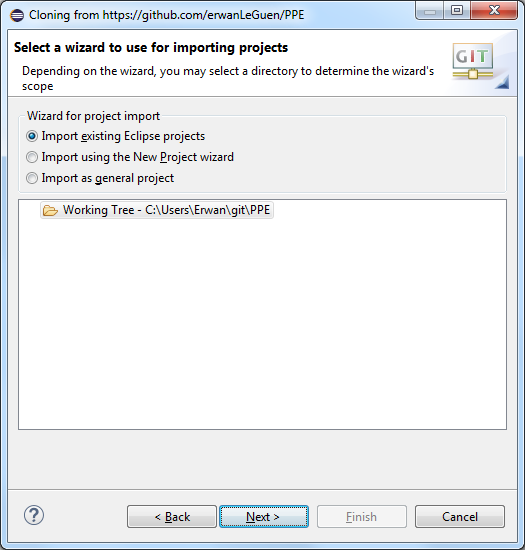 Cloning from https://github.com/erwanLeGuen/PPE
Select a wizard to use for importing projects
Depending on the wizard, you may select a directory to determine the wizard's
scope
GIT
Wizard for project import
Import existing Eclipse projects
Import using the New Project wizard
Import as general project
Working Tree - C:\Users\Erwan\git\PPE
?
< Back
Next >
Finish
Cancel